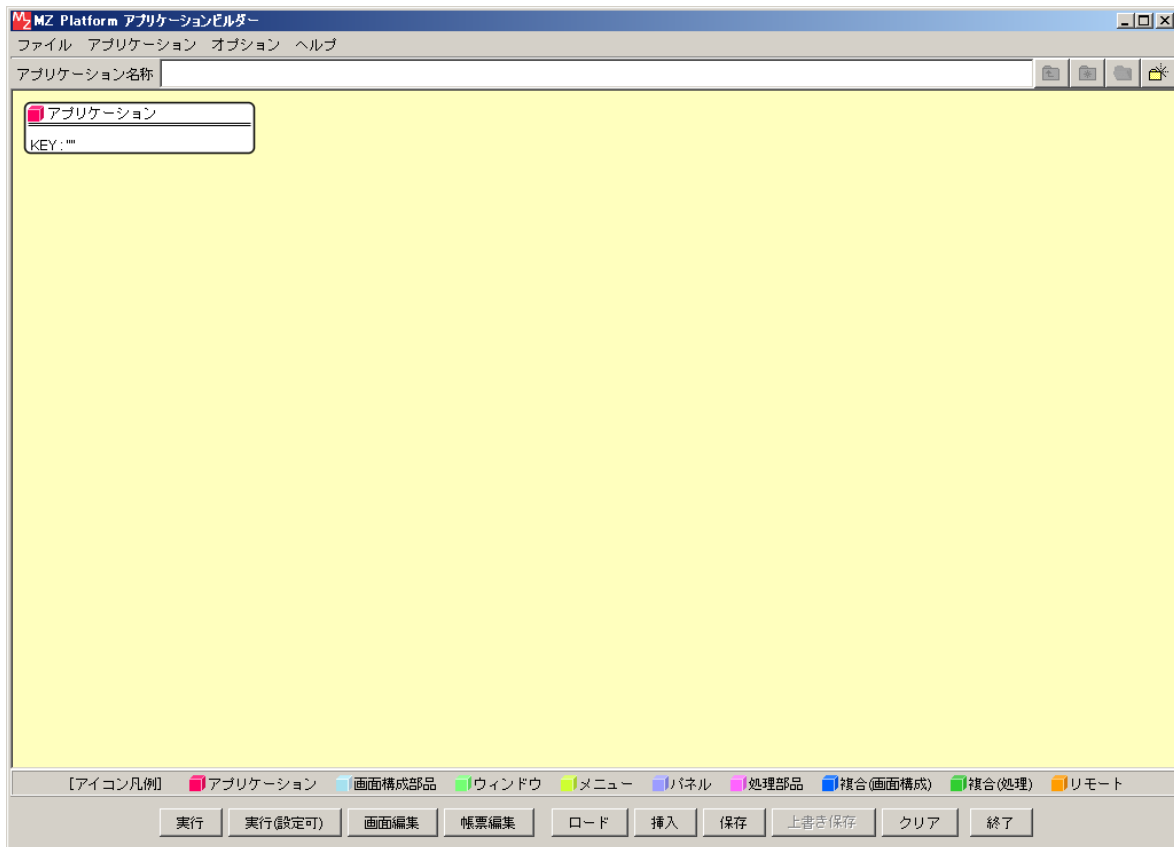 MZ Platform アプリケーションビルダー
ファイル アプリケーション オプション ヘルプ
アプリケーション名称
アプリケーション
KEY:""
[アイコン凡例] アプリケーション 画面構成部品 ウィンドウ メニュー パネル 処理部品 複合(画面構成) 複合(処理) リモート
実行 実行(設定可) 画面編集 帳票編集 ロード 挿入 保存 上書き保存 クリア 終了